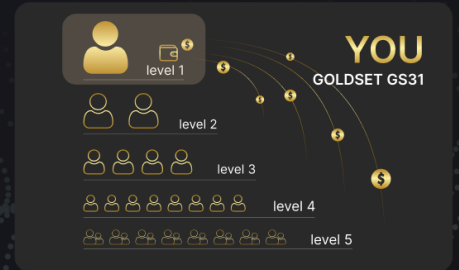 YOU
GOLDSET GS31
$
level 1
level 2
level 3
level 4
level 5
$
$
$
$